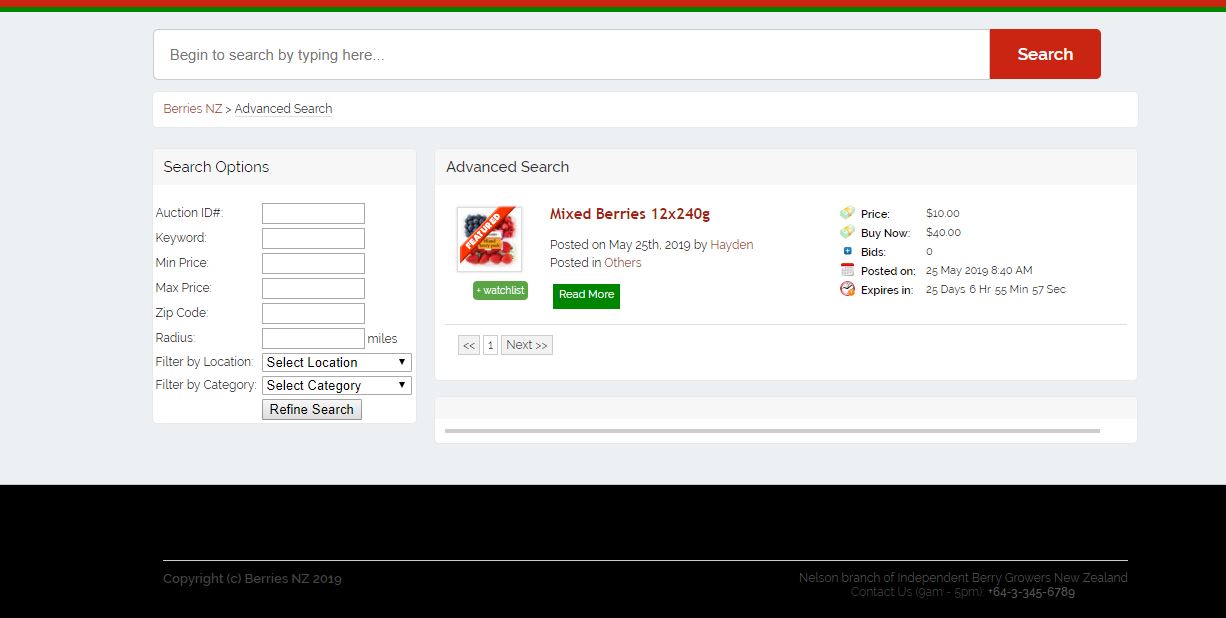 Begin to search by typing here...
Search
Berries NZ > Advanced Search
Search Options
Auction ID#:
Keyword:
Min Price:
Max Price:
Zip Code:
Radius: miles
Filter by Location: Select Location
Filter by Category: Select Category
Refine Search
Advanced Search
FEATURED
+ watchlist
Mixed Berries 12x240g
Posted on May 25th, 2019 by Hayden
Posted in Others
Read More
Price: $10.00
Buy Now: $40.00
Bids: 0
Posted on: 25 May 2019 8:40 AM
Expires in: 25 Days 6 Hr 55 Min 57 Sec
<< 1 Next >>
Copyright (c) Berries NZ 2019
Nelson branch of Independent Berry Growers New Zealand
Contact Us (9am - 5pm): +64-3-345-6789